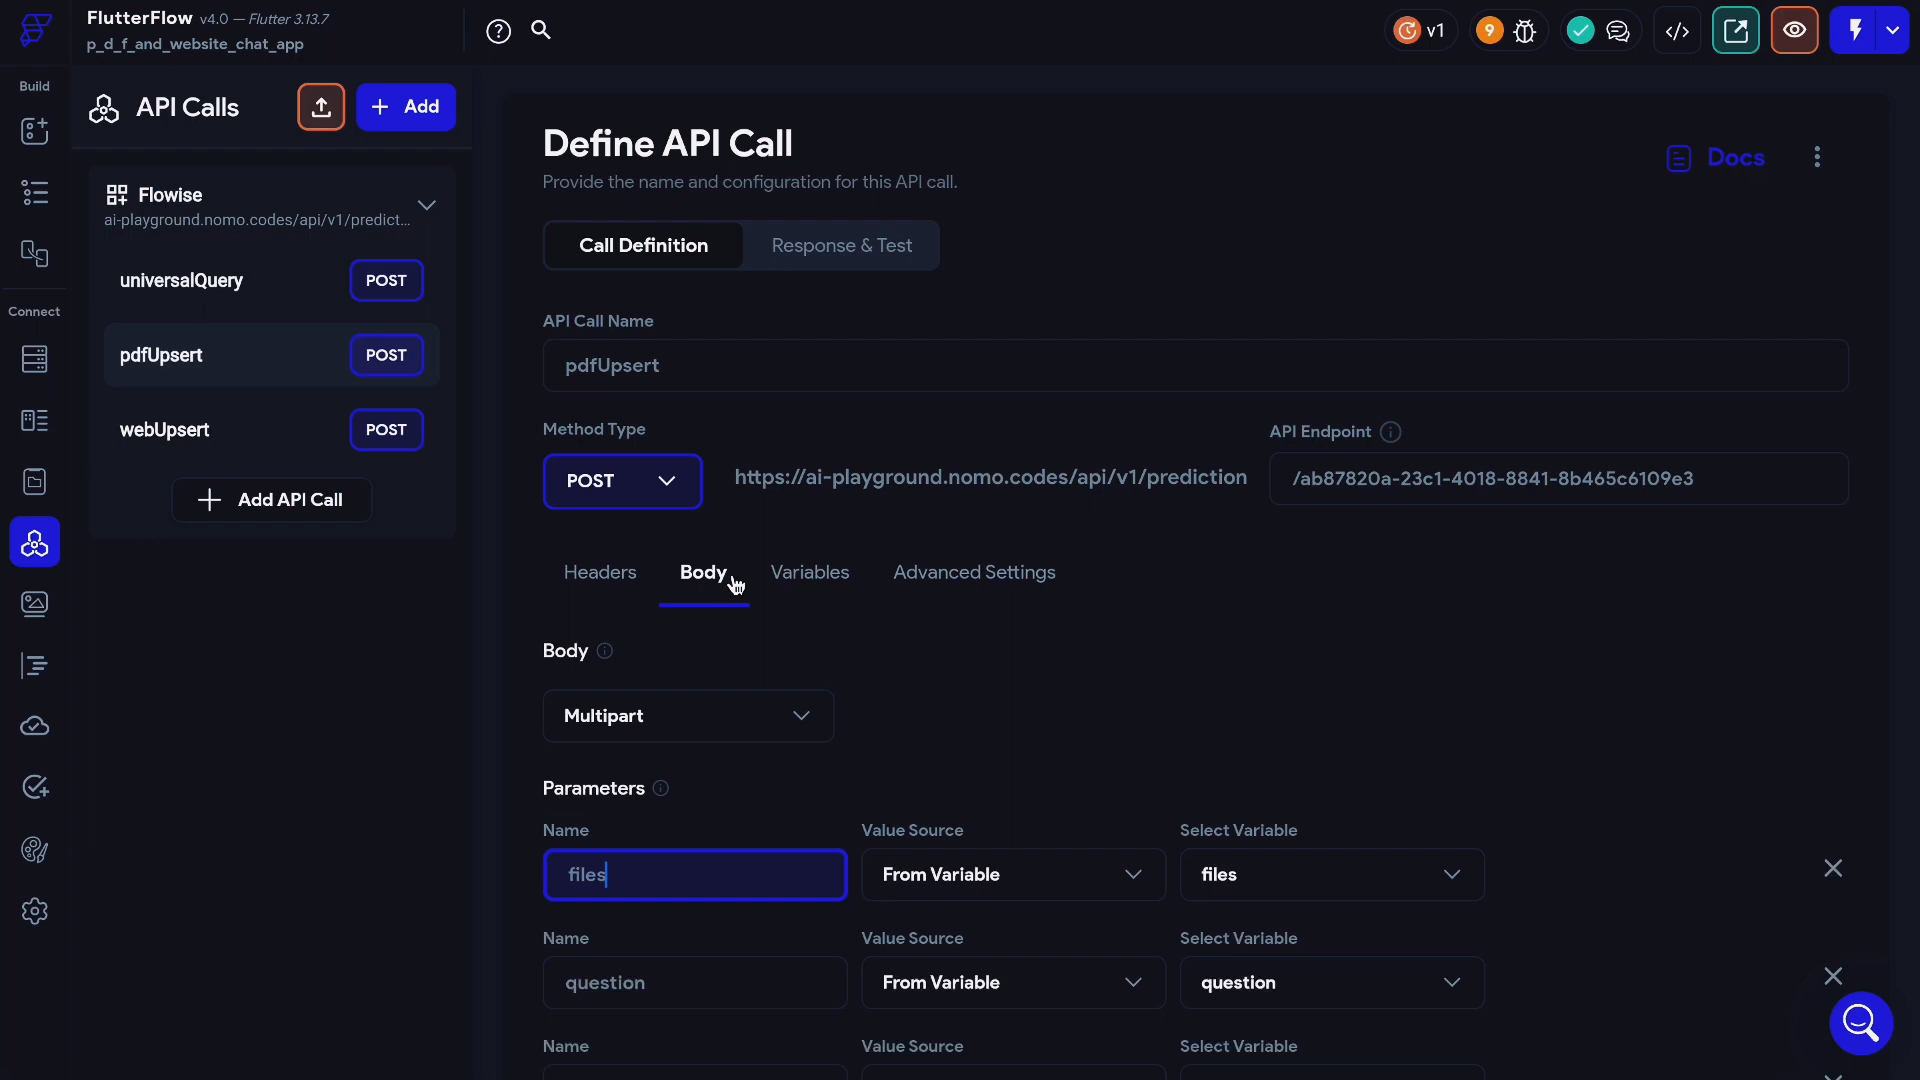 FlutterFlow v4.0 — Flutter 3.13.7
p_d_f_and_website_chat_app
v1
9
Build
Connect
API Calls
Add
Flowise
ai-playground.nomo.codes/api/v1/predict...
universalQuery POST
pdfUpsert POST
webUpsert POST
Add API Call
Define API Call
Provide the name and configuration for this API call.
Docs
Call Definition Response & Test
API Call Name
pdfUpsert
Method Type
API Endpoint
POST https://ai-playground.nomo.codes/api/v1/prediction /ab87820a-23c1-4018-8841-8b465c6109e3
Headers Body Variables Advanced Settings
Body
Multipart
Parameters
Name Value Source Select Variable
files From Variable files
Name Value Source Select Variable
question From Variable question
Name Value Source Select Variable